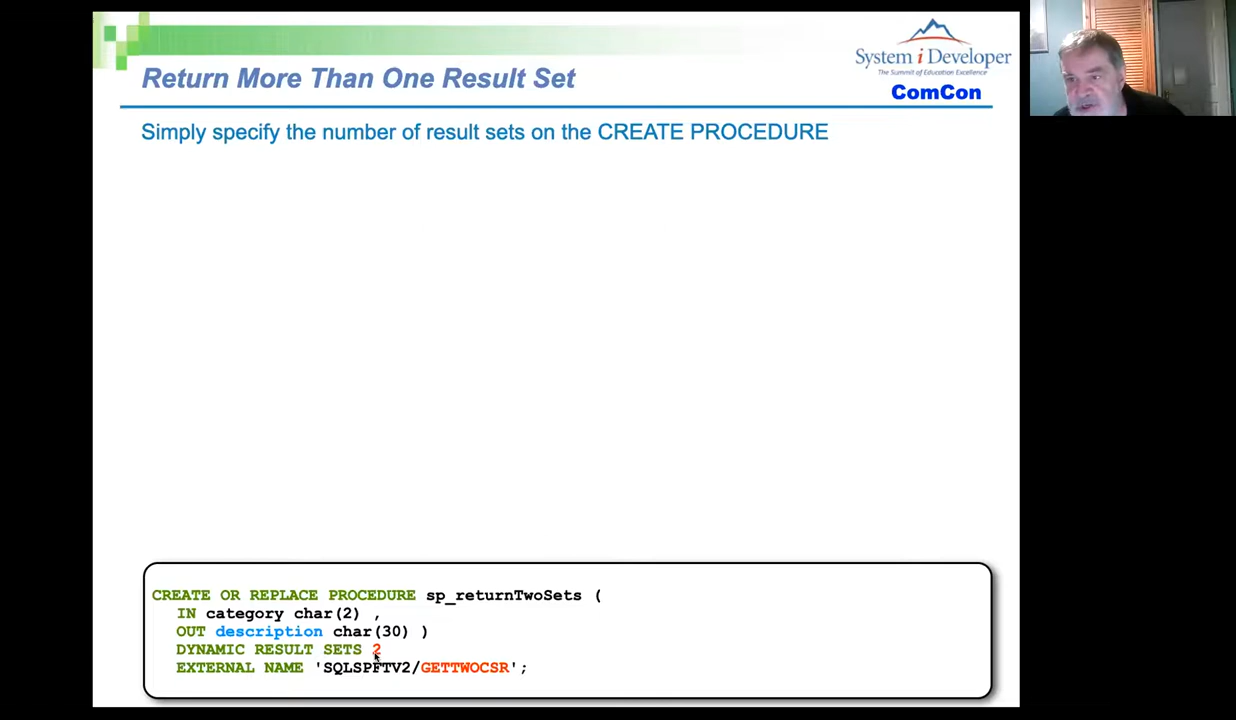 Return More Than One Result Set
System i Developer
The Summit of Education Excellence
ComCon
Simply specify the number of result sets on the CREATE PROCEDURE
CREATE OR REPLACE PROCEDURE sp_returnTwoSets (
IN category char(2) ,
OUT description char(30) )
DYNAMIC RESULT SETS 2
EXTERNAL NAME 'SQLSPFTV2/GETTWOCSR';